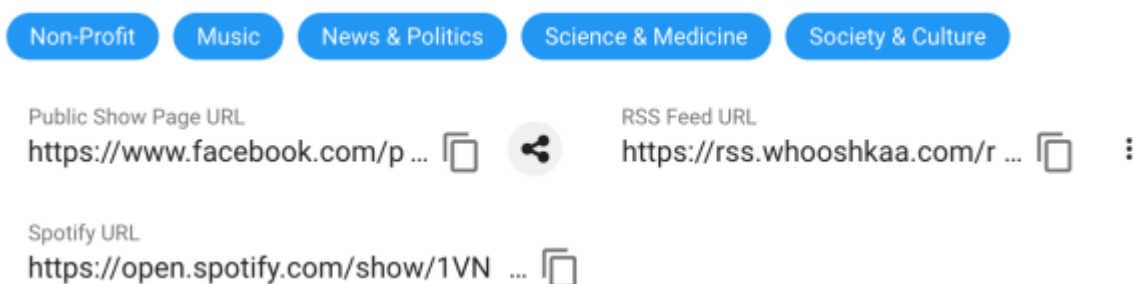 Non-Profit Music News & Politics Science & Medicine Society & Culture
Public Show Page URL RSS Feed URL
https://www.facebook.com/p ... https://rss.whooshkaa.com/r ...
Spotify URL
https://open.spotify.com/show/1VN ...